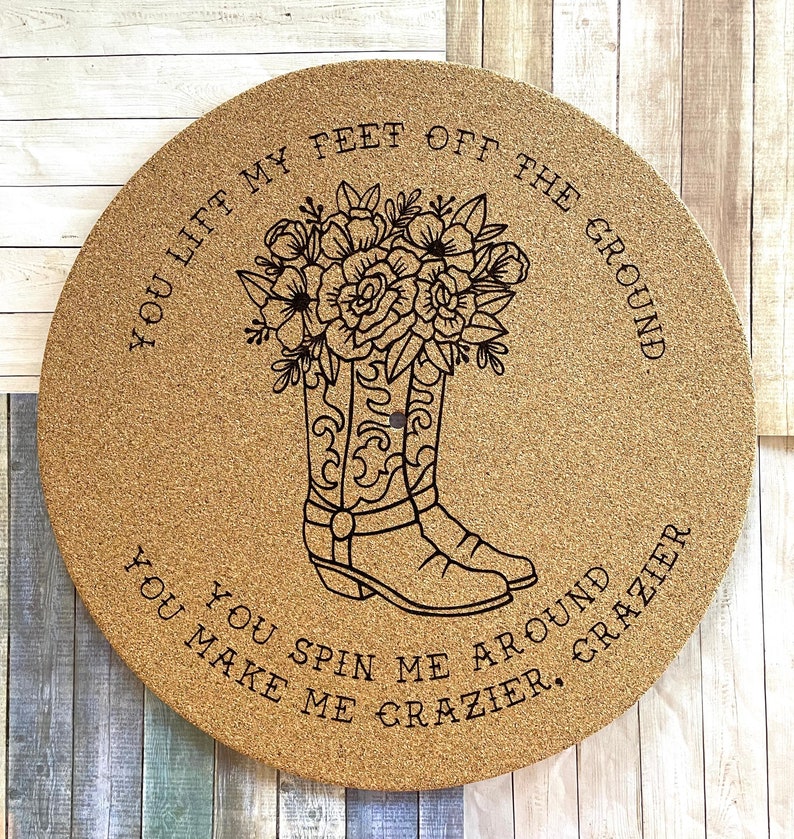 YOU LIFT MY FEET OFF THE GROUND.
YOU SPIN ME AROUND
YOU MAKE ME CRAZIER, CRAZIER